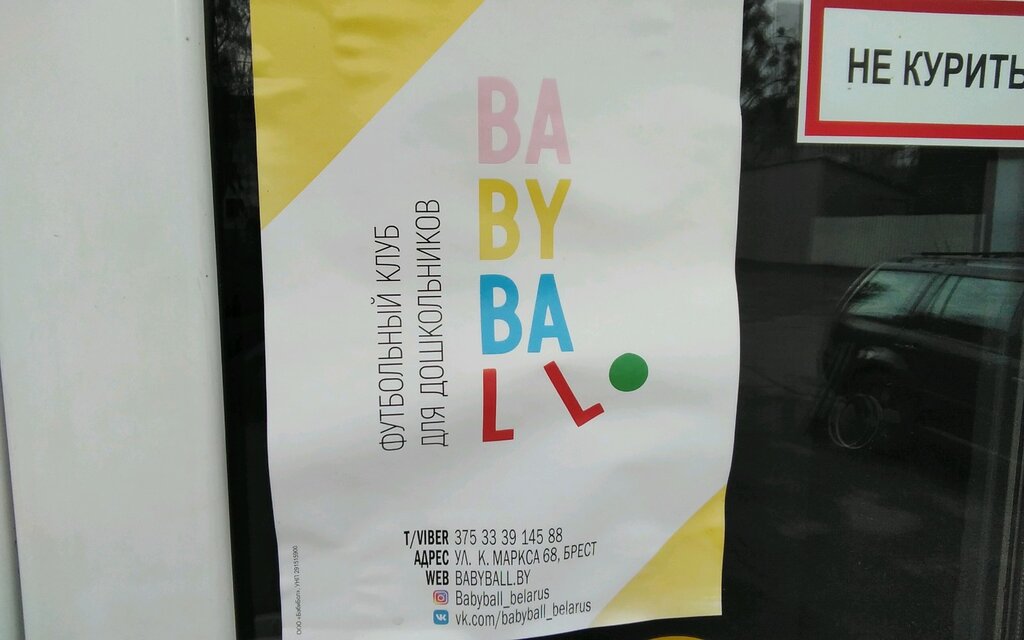 BA
BY
BA
LL
ФУТБОЛЬНЫЙ КЛУБ
ДЛЯ ДОШКОЛЬНИКОВ
T/VIBER 375 33 39 145 88
АДРЕС УЛ. К. МАРКСА 68, БРЕСТ
WEB BABYBALL.BY
Babyball_belarus
vk.com/babyball_belarus
НЕ КУРИТЬ